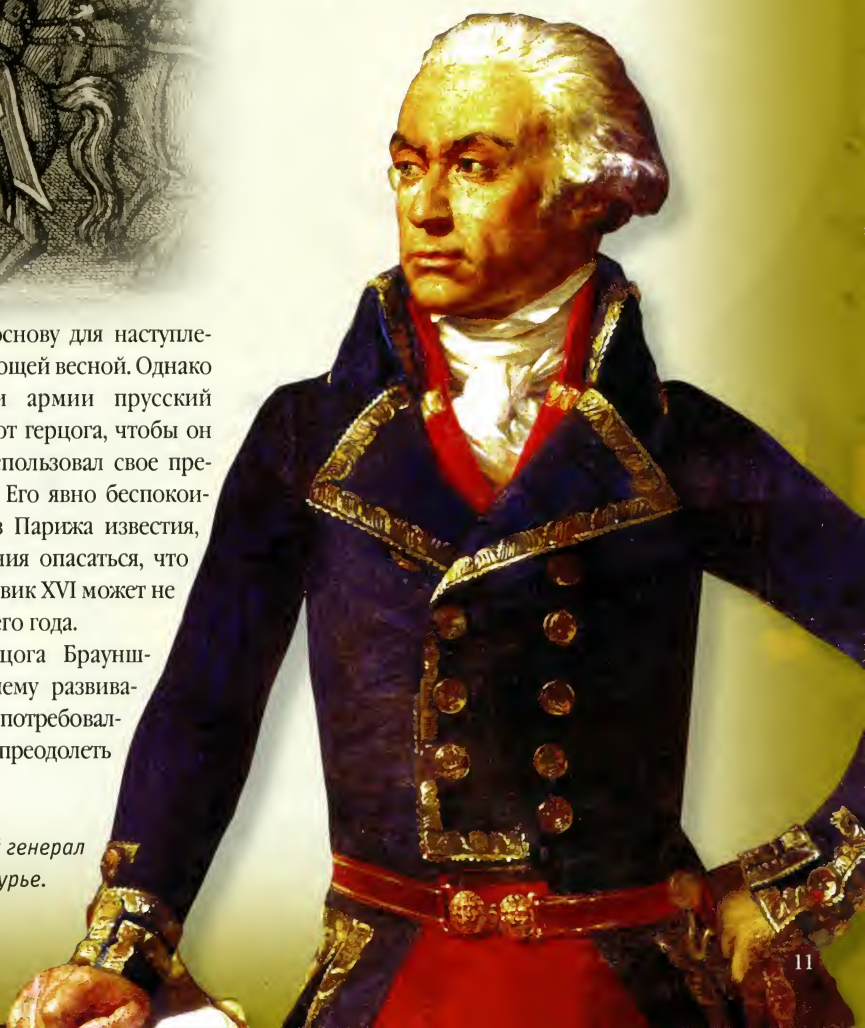 основу для наступле-
ющей весной. Однако
и армии прусский
от герцога, чтобы он
спользовал свое пре-
Его явно беспокои-
в Парижа известия,
ния опасаться, что
вик XVI может не
его года.
цога Брауншв-
ему развива-
потребовал-
преодолеть
генерал
урье.
11